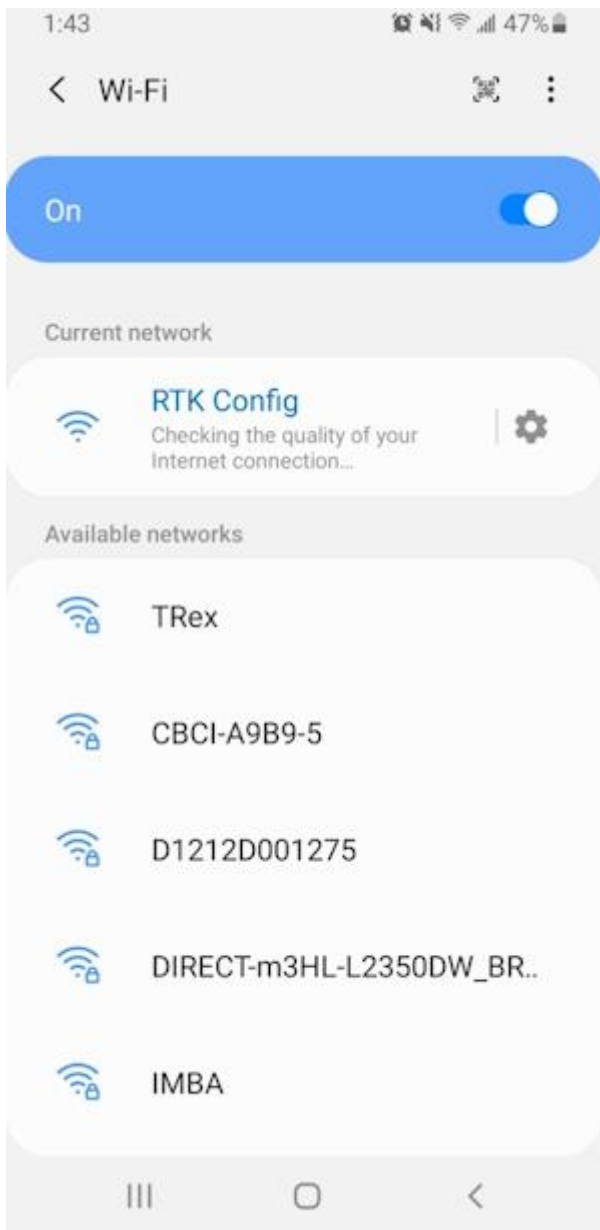 1:43 47%
Wi-Fi
On
Current network
RTK Config
Checking the quality of your
Internet connection...
Available networks
TRex
CBCI-A9B9-5
D1212D001275
DIRECT-m3HL-L2350DW_BR..
IMBA